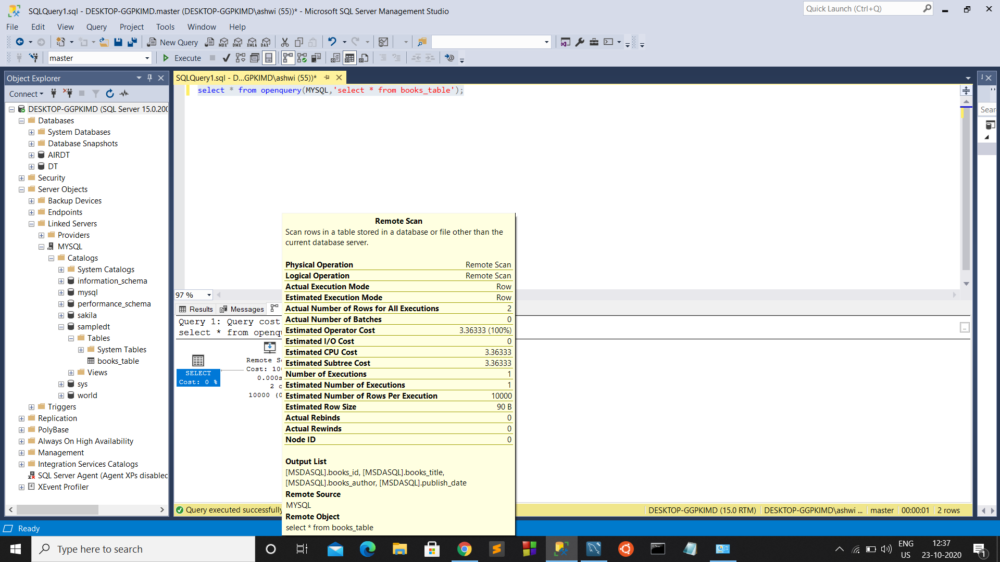 SQLQuery1.sql - DESKTOP-GGPKIMD.master (DESKTOP-GGPKIMD\ashwi (55))* - Microsoft SQL Server Management Studio
Quick Launch (Ctrl+Q)
File Edit View Query Project Tools Window Help
New Query MDX DMX XMLA DAX
master Execute
Object Explorer
SQLQuery1.sql - D...GPKIMD\ashwi (55))*
Connect
select * from openquery(MYSQL,'select * from books_table');
Sear
DESKTOP-GGPKIMD (SQL Server 15.0.200
Databases
System Databases
Database Snapshots
AIRDT
DT
Security
Server Objects
Backup Devices
Endpoints
Linked Servers
Providers
MYSQL
Catalogs
System Catalogs
information_schema
mysql
performance_schema
sakila
sampledt
Tables
System Tables
books_table
Views
sys
world
Triggers
Replication
PolyBase
Always On High Availability
Management
Integration Services Catalogs
SQL Server Agent (Agent XPs disablec
XEvent Profiler
97 %
Results Messages
Query 1: Query cost
select * from openq
SELECT
Cost: 0 %
Remote S
Cost: 10
0.000s
2 o
10000 (0
Remote Scan
Scan rows in a table stored in a database or file other than the
current database server.
Physical Operation Remote Scan
Logical Operation Remote Scan
Actual Execution Mode Row
Estimated Execution Mode Row
Actual Number of Rows for All Executions 2
Actual Number of Batches 0
Estimated Operator Cost 3.36333 (100%)
Estimated I/O Cost 0
Estimated CPU Cost 3.36333
Estimated Subtree Cost 3.36333
Number of Executions 1
Estimated Number of Executions 1
Estimated Number of Rows Per Execution 10000
Estimated Row Size 90 B
Actual Rebinds 0
Actual Rewinds 0
Node ID 0
Output List
[MSDASQL].books_id, [MSDASQL].books_title,
[MSDASQL].books_author, [MSDASQL].publish_date
Remote Source
MYSQL
Remote Object
select * from books_table
Query executed successfully
DESKTOP-GGPKIMD (15.0 RTM) DESKTOP-GGPKIMD\ashwi ... master 00:00:01 2 rows
Ready
Type here to search
ENG
US
12:37
23-10-2020
1